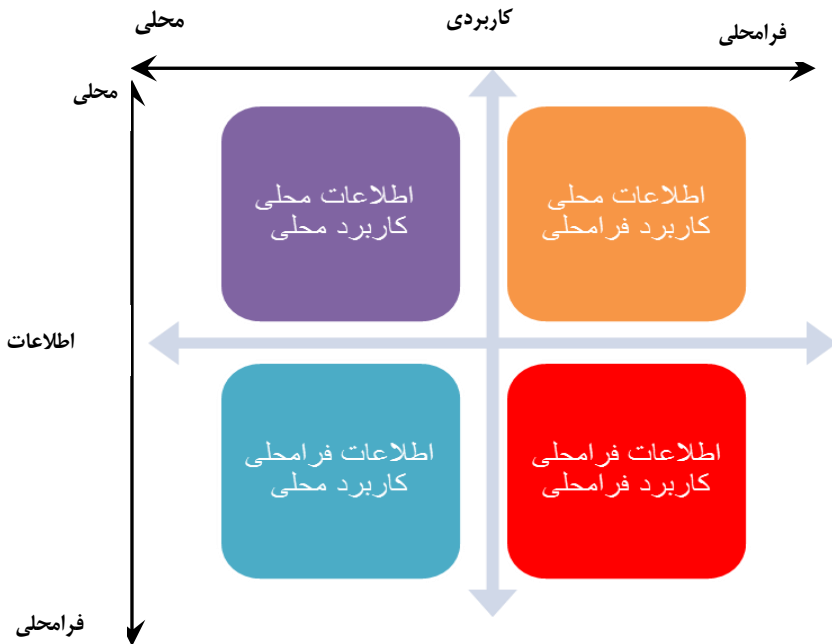 فرامحلی
کاربردی
محلی
محلی
اطلاعات محلی
کاربرد فرامحلی
اطلاعات محلی
کاربرد محلی
اطلاعات
اطلاعات فرامحلی
کاربرد فرامحلی
اطلاعات فرامحلی
کاربرد محلی
فرامحلی